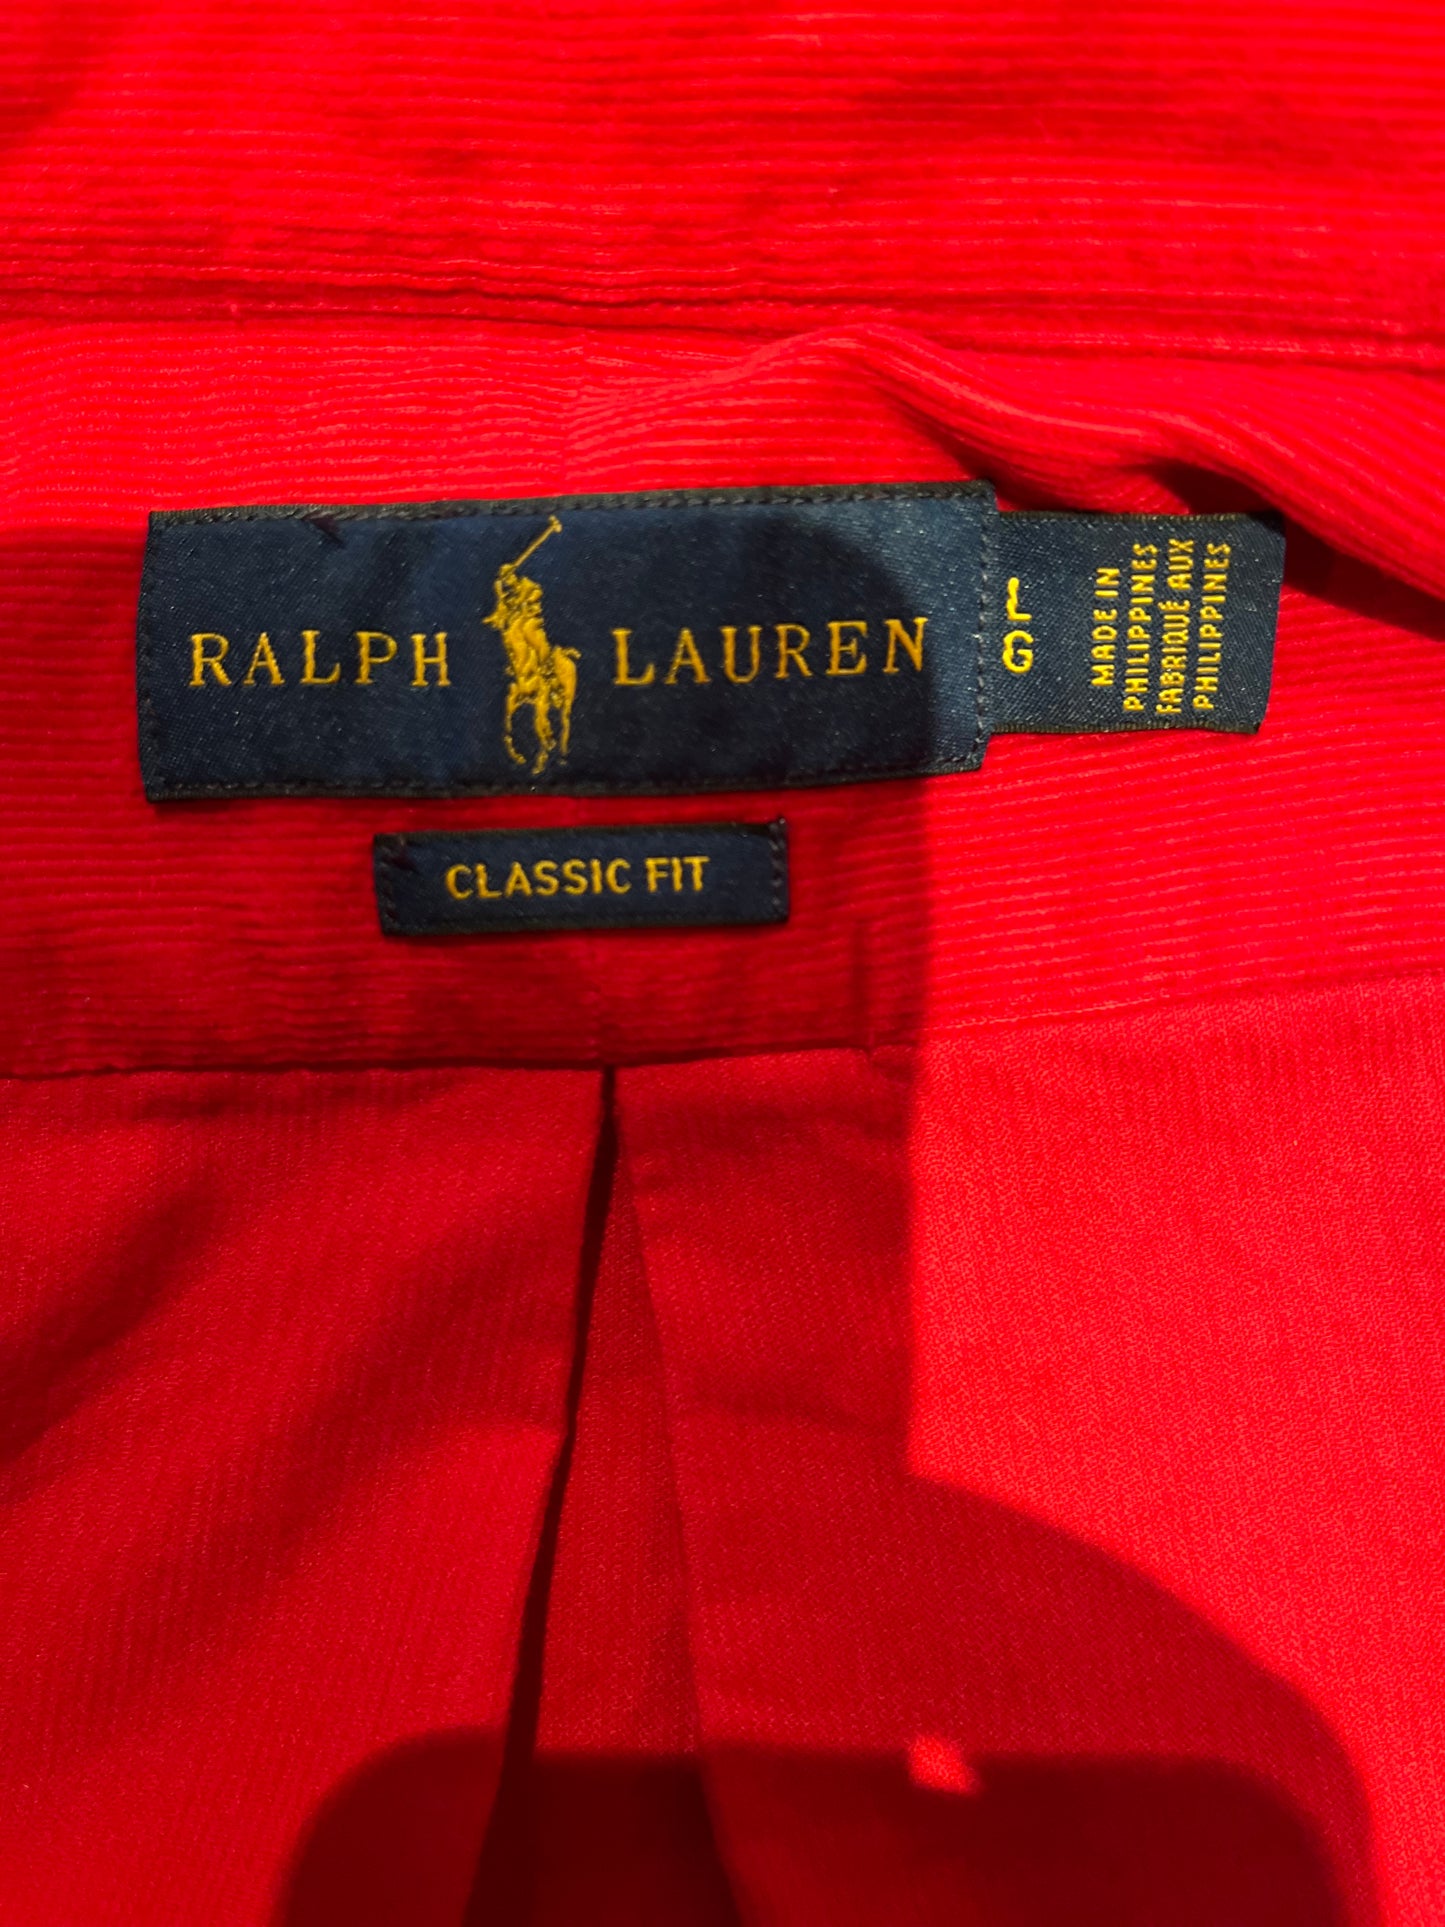 RALPH LAUREN
L
G
MADE IN
PHILIPPINES
FABRIQUÉ AUX
PHILIPPINES
CLASSIC FIT